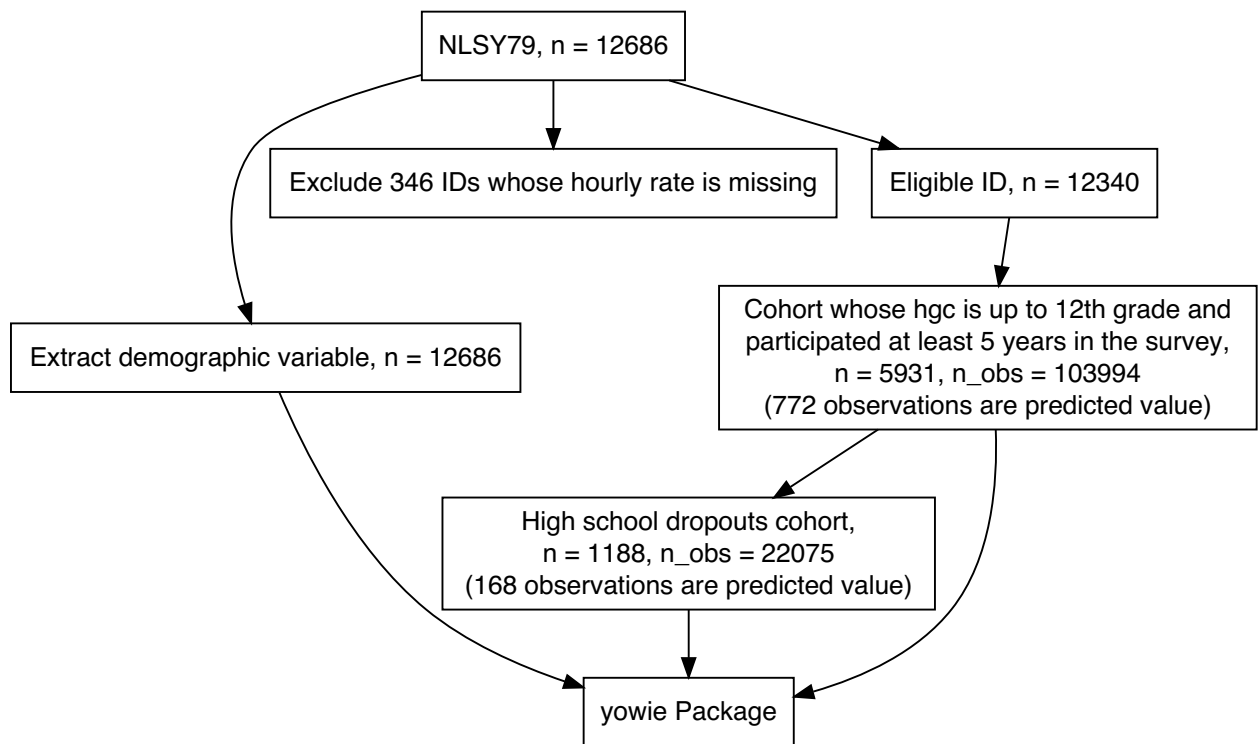 NLSY79, n = 12686
Exclude 346 IDs whose hourly rate is missing
Eligible ID, n = 12340
Extract demographic variable, n = 12686
Cohort whose hgc is up to 12th grade and
participated at least 5 years in the survey,
n = 5931, n_obs = 103994
(772 observations are predicted value)
High school dropouts cohort,
n = 1188, n_obs = 22075
(168 observations are predicted value)
yowie Package